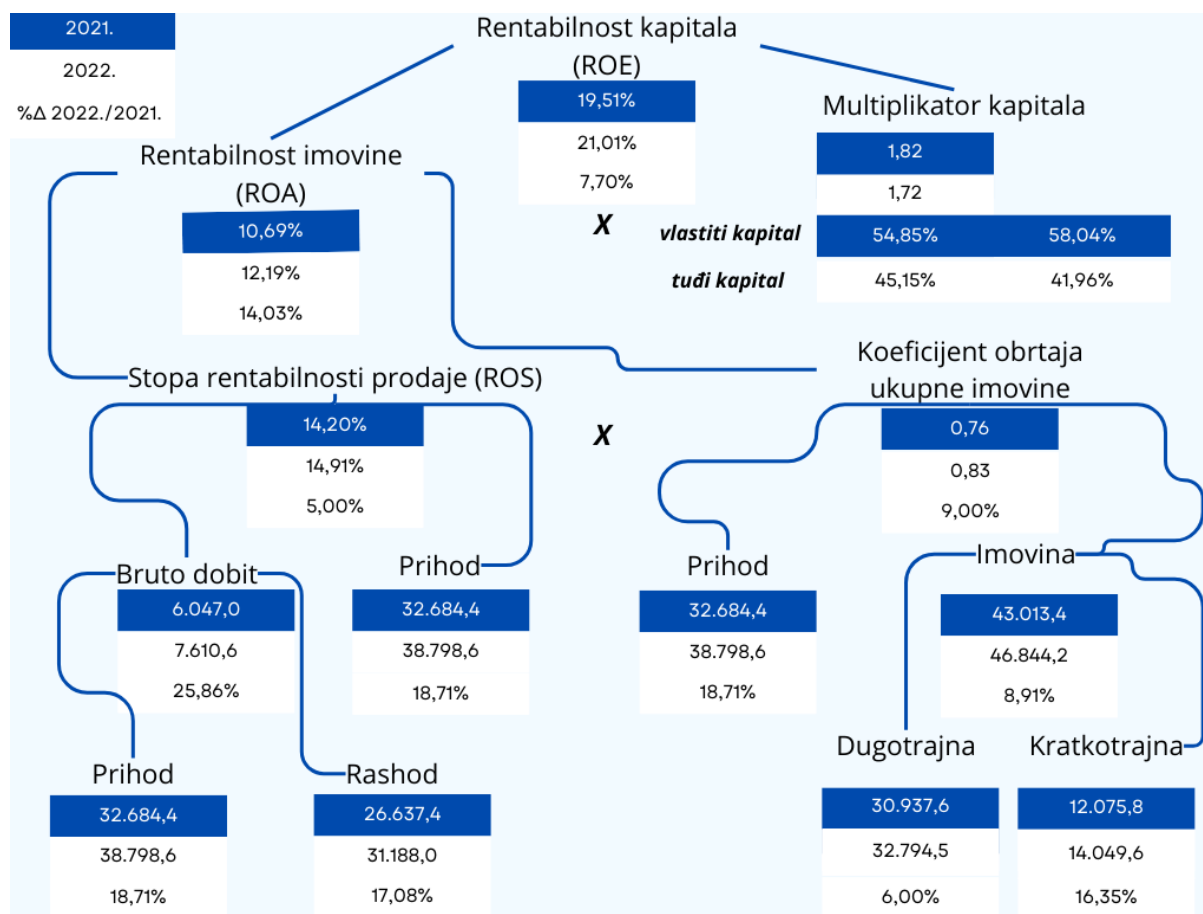 2021.
2022.
%Δ 2022./2021.
Rentabilnost kapitala
(ROE)
19,51%
21,01%
7,70%
Multiplikator kapitala
1,82
1,72
Rentabilnost imovine
(ROA)
10,69%
12,19%
14,03%
X
vlastiti kapital 54,85% 58,04%
tuđi kapital 45,15% 41,96%
Stopa rentabilnosti prodaje (ROS)
14,20%
14,91%
5,00%
X
Koeficijent obrtaja
ukupne imovine
0,76
0,83
9,00%
Bruto dobit
6.047,0
7.610,6
25,86%
Prihod
32.684,4
38.798,6
18,71%
Prihod
32.684,4
38.798,6
18,71%
Imovina
43.013,4
46.844,2
8,91%
Prihod
32.684,4
38.798,6
18,71%
Rashod
26.637,4
31.188,0
17,08%
Dugotrajna
30.937,6
32.794,5
6,00%
Kratkotrajna
12.075,8
14.049,6
16,35%